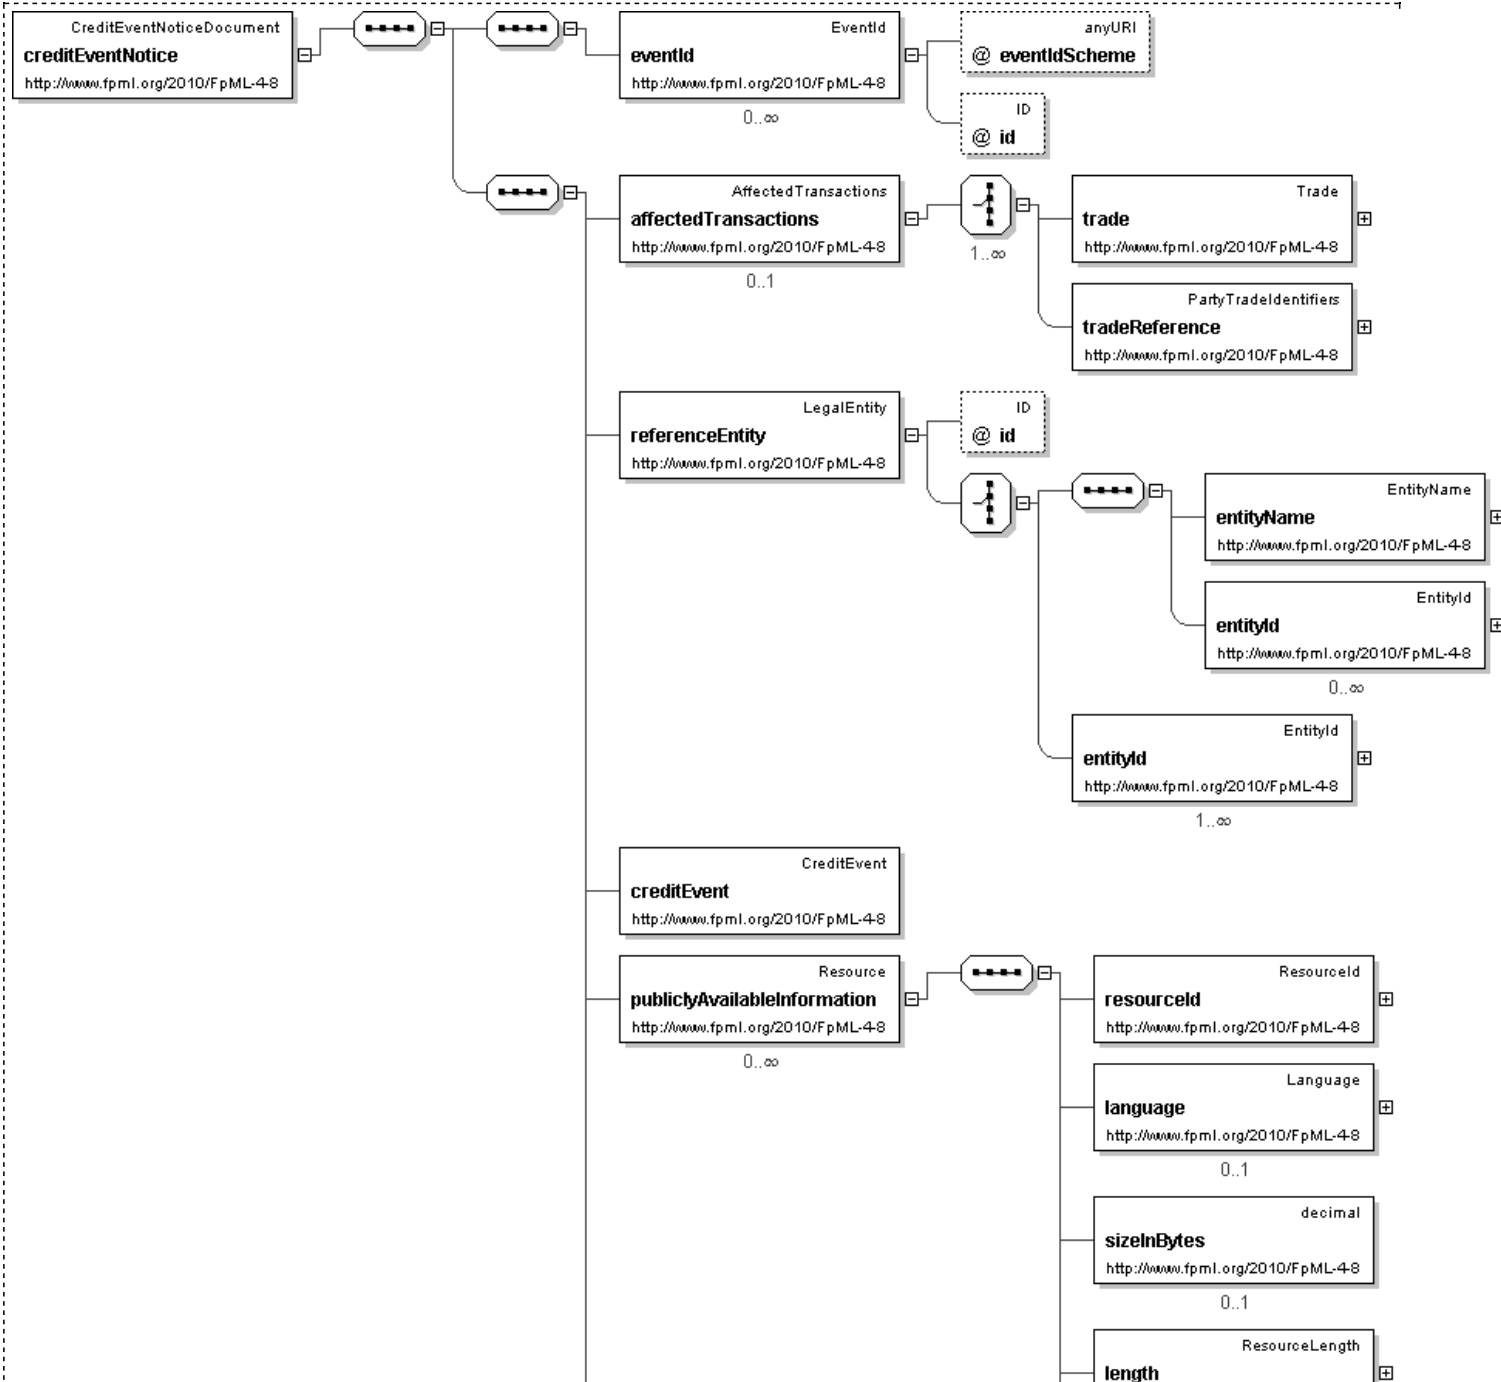 CreditEventNoticeDocument
creditEventNotice
http://www.fpml.org/2010/FpML-4-8
EventId
eventId
http://www.fpml.org/2010/FpML-4-8
0..∞
anyURI
@ eventIdScheme
ID
@ id
AffectedTransactions
affectedTransactions
http://www.fpml.org/2010/FpML-4-8
0..1
1..∞
Trade
trade
http://www.fpml.org/2010/FpML-4-8
PartyTradeIdentifiers
tradeReference
http://www.fpml.org/2010/FpML-4-8
LegalEntity
referenceEntity
http://www.fpml.org/2010/FpML-4-8
ID
@ id
EntityName
entityName
http://www.fpml.org/2010/FpML-4-8
EntityId
entityId
http://www.fpml.org/2010/FpML-4-8
0..∞
EntityId
entityId
http://www.fpml.org/2010/FpML-4-8
1..∞
CreditEvent
creditEvent
http://www.fpml.org/2010/FpML-4-8
Resource
publiclyAvailableInformation
http://www.fpml.org/2010/FpML-4-8
0..∞
ResourceId
resourceId
http://www.fpml.org/2010/FpML-4-8
Language
language
http://www.fpml.org/2010/FpML-4-8
0..1
decimal
sizeInBytes
http://www.fpml.org/2010/FpML-4-8
0..1
ResourceLength
length